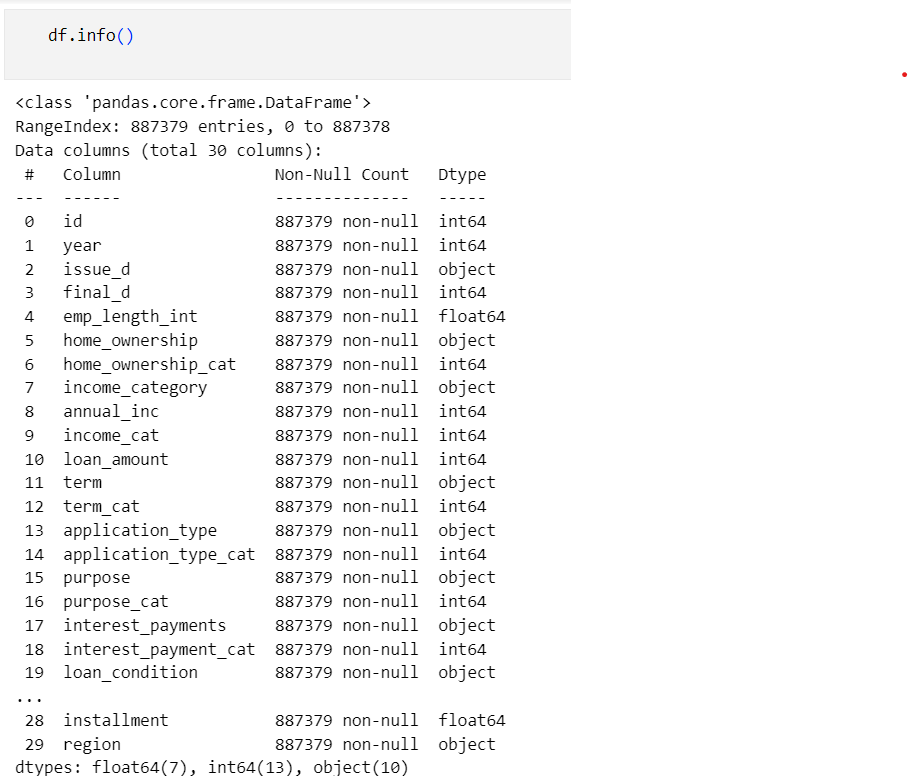 df.info()
<class 'pandas.core.frame.DataFrame'>
RangeIndex: 887379 entries, 0 to 887378
Data columns (total 30 columns):
 #   Column                Non-Null Count   Dtype
---  ------                --------------   -----
 0   id                    887379 non-null  int64
 1   year                  887379 non-null  int64
 2   issue_d               887379 non-null  object
 3   final_d               887379 non-null  int64
 4   emp_length_int        887379 non-null  float64
 5   home_ownership        887379 non-null  object
 6   home_ownership_cat    887379 non-null  int64
 7   income_category       887379 non-null  object
 8   annual_inc            887379 non-null  int64
 9   income_cat            887379 non-null  int64
 10  loan_amount           887379 non-null  int64
 11  term                  887379 non-null  object
 12  term_cat              887379 non-null  int64
 13  application_type      887379 non-null  object
 14  application_type_cat  887379 non-null  int64
 15  purpose               887379 non-null  object
 16  purpose_cat           887379 non-null  int64
 17  interest_payments     887379 non-null  object
 18  interest_payment_cat  887379 non-null  int64
 19  loan_condition        887379 non-null  object
...
 28  installment           887379 non-null  float64
 29  region                887379 non-null  object
dtypes: float64(7), int64(13), object(10)